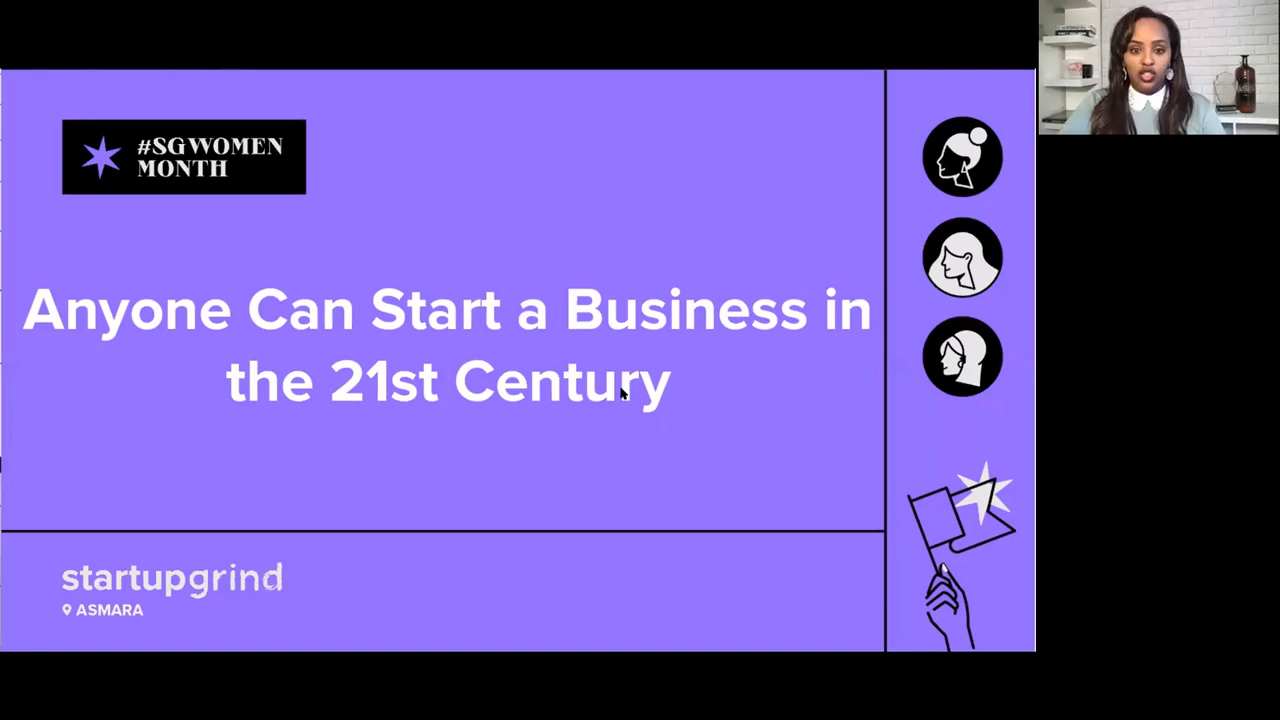 #SGWOMEN
MONTH
Anyone Can Start a Business in
the 21st Century
startupgrind
ASMARA